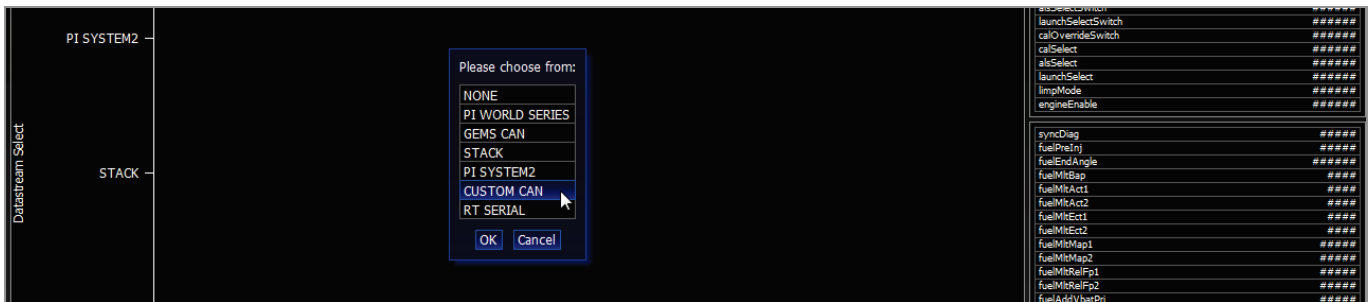 PI SYSTEM2
STACK
Datastream Select
Please choose from:
NONE
PI WORLD SERIES
GEMS CAN
STACK
PI SYSTEM2
CUSTOM CAN
RT SERIAL
OK Cancel
alsSelectSwitch ######
launchSelectSwitch ######
calOverrideSwitch ######
calSelect ######
alsSelect ######
launchSelect ######
limpMode ######
engineEnable ######
syncDiag #####
fuelPreInj #####
fuelEndAngle ######
fuelMltBap ####
fuelMltAct1 ####
fuelMltAct2 ####
fuelMltEct1 ####
fuelMltEct2 ####
fuelMltMap1 #####
fuelMltMap2 #####
fuelMltRelFp1 #####
fuelMltRelFp2 #####
fuelAddVbatPri #####